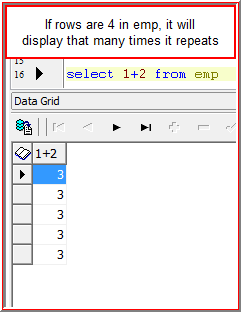 If rows are 4 in emp, it will
display that many times it repeats
15
16 select 1+2 from emp
Data Grid
1+2
3
3
3
3
3